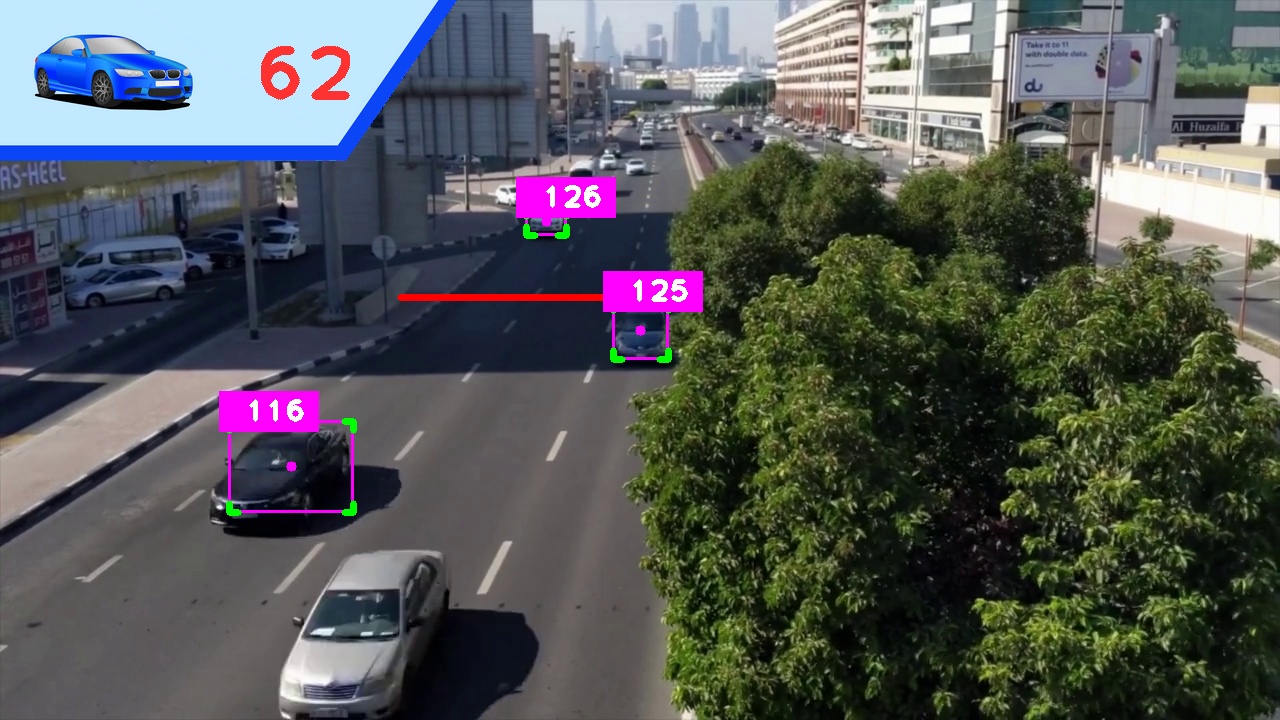 62
Take it to 11
with double data.
du
Al Huzaifa
AS-HEEL
126
125
116